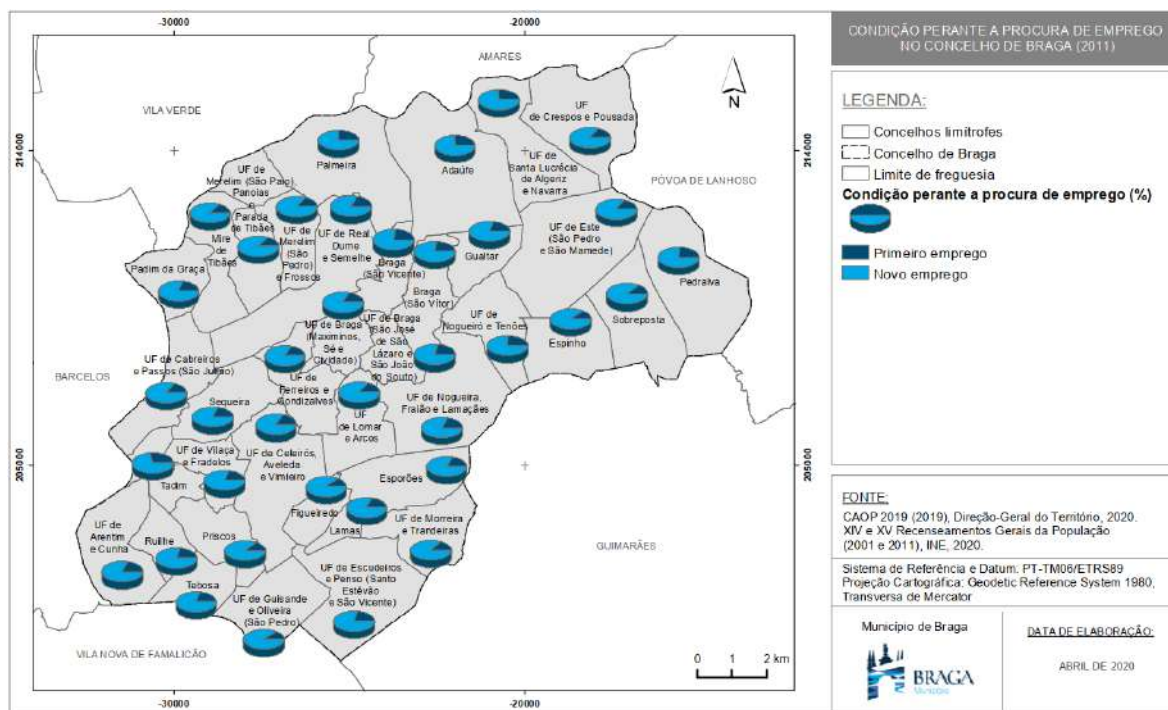 -30000
-20000
CONDIÇÃO PERANTE A PROCURA DE EMPREGO
NO CONCELHO DE BRAGA (2011)
AMARES
N
VILA VERDE
UF
de Crespos e Pousada
214000
214000
Palmeira
Adaúfe
UF de
Santa Lucrécia
de Algeriz
e Navarra
PÓVOA DE LANHOSO
UF de
Merelim (São Paio),
Panoias
e
Parada
de Tibães
Mire
de
Tibães
UF de
Merelim
(São
Pedro) e
Frossos
UF de Real,
Dume
e Semelhe
Braga
(São Vicente)
Gualtar
UF de Este
(São Pedro
e São Mamede)
Padim da Graça
Braga
(São Vítor)
Pedralva
Sobreposta
UF de Braga
(Maximinos,
Sé e
Cividade)
UF de Braga
(São José
de São
Lázaro e
São João
do Souto)
UF de
Nogueiró e Tenões
Espinho
UF de Cabreiros
e Passos (São Julião)
BARCELOS
UF de
Ferreiros e
Gondizalves
Sequeira
UF
de Lomar
e Arcos
UF de Nogueira,
Fraião e Lamaçães
205000
205000
UF de Vilaça
e Fradelos
UF de Celeirós,
Aveleda
e Vimieiro
Esporões
Tadim
Figueiredo
Lamas
UF de Morreira
e Trandeiras
UF de
Arentim
e Cunha
Ruilhe
Priscos
GUIMARÃES
Tebosa
UF de Escudeiros
e Penso (Santo
Estêvão
e São Vicente)
UF de Guisande
e Oliveira
(São Pedro)
VILA NOVA DE FAMALICÃO
0 1 2 km
-30000
-20000
LEGENDA:
Concelhos limítrofes
Concelho de Braga
Limite de freguesia
Condição perante a procura de emprego (%)
Primeiro emprego
Novo emprego
FONTE:
CAOP 2019 (2019), Direção-Geral do Território, 2020.
XIV e XV Recenseamentos Gerais da População
(2001 e 2011), INE, 2020.
Sistema de Referência e Datum: PT-TM06/ETRS89
Projeção Cartográfica: Geodetic Reference System 1980,
Transversa de Mercator
Município de Braga
BRAGA
Município
DATA DE ELABORAÇÃO:
ABRIL DE 2020